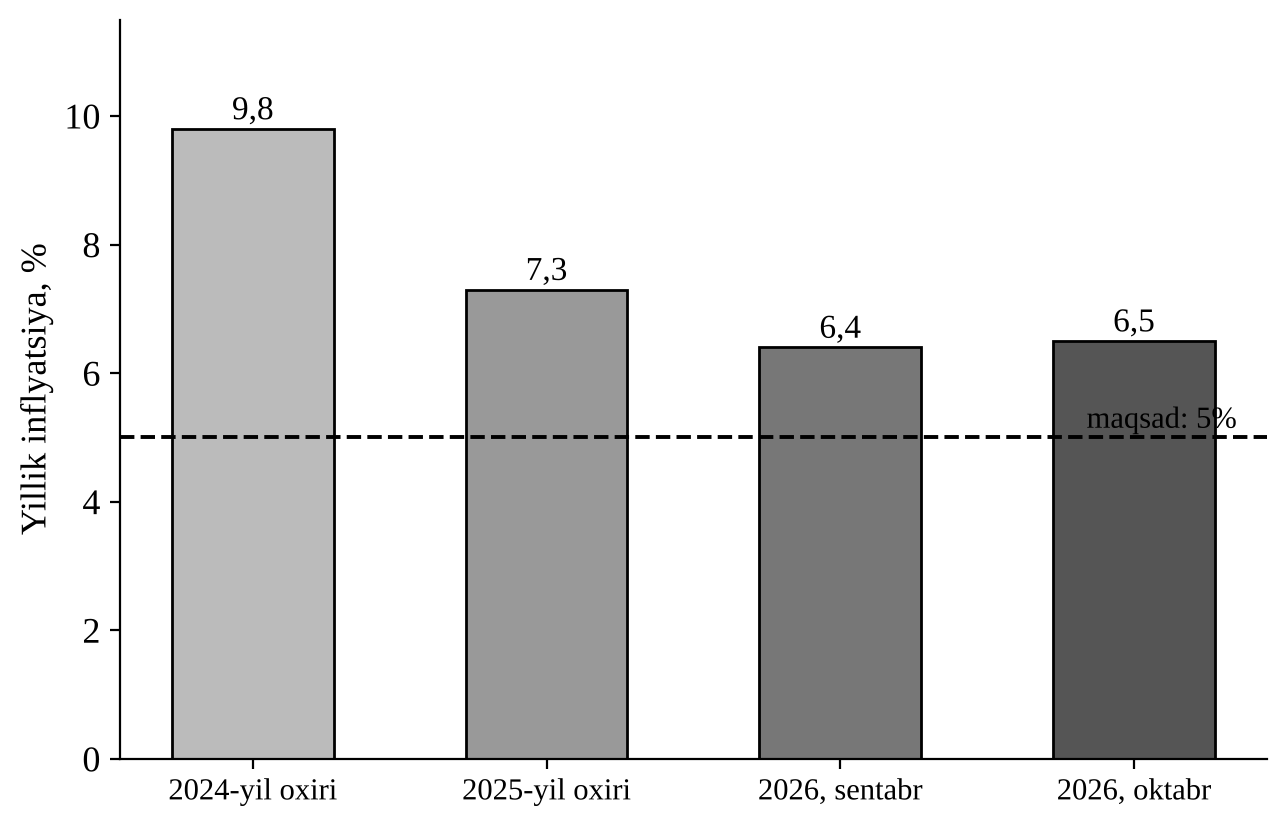 Yillik inflyatsiya, %
10
8
6
4
2
0
9,8
7,3
6,4
6,5
maqsad: 5%
2024-yil oxiri
2025-yil oxiri
2026, sentabr
2026, oktabr